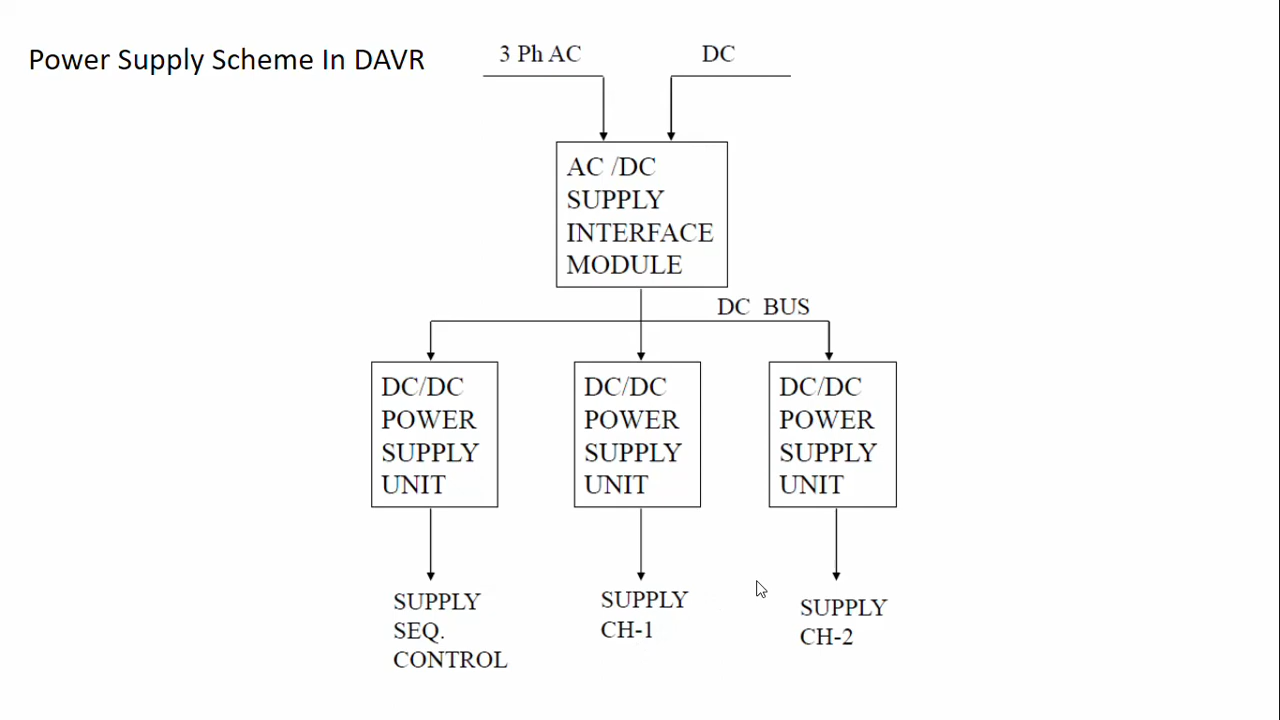 Power Supply Scheme In DAVR
3 Ph AC
DC
AC /DC
SUPPLY
INTERFACE
MODULE
DC BUS
DC/DC
POWER
SUPPLY
UNIT
DC/DC
POWER
SUPPLY
UNIT
DC/DC
POWER
SUPPLY
UNIT
SUPPLY
SEQ.
CONTROL
SUPPLY
CH-1
SUPPLY
CH-2